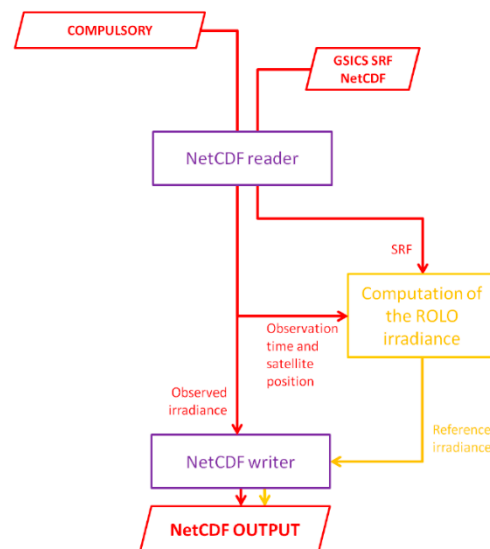 COMPULSORY
GSICS SRF
NetCDF
NetCDF reader
SRF
Computation of
the ROLO
irradiance
Observation
time and
satellite
position
Observed
irradiance
Reference
irradiance
NetCDF writer
NetCDF OUTPUT